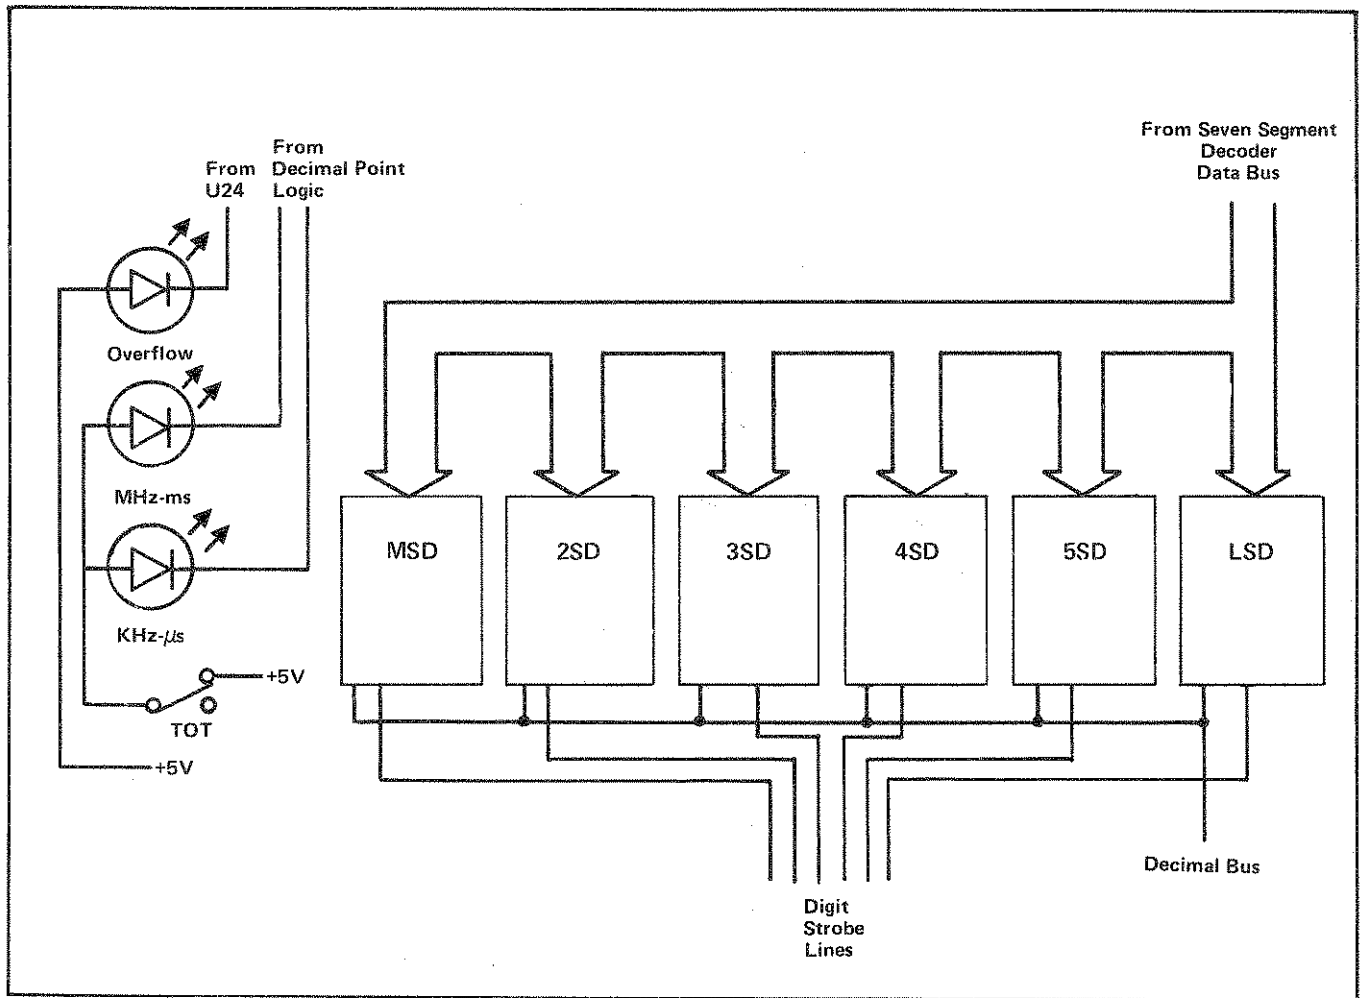 From
U24
From
Decimal Point
Logic
From Seven Segment
Decoder
Data Bus
Overflow
MHz-ms
KHz-μs
+5V
TOT
+5V
MSD
2SD
3SD
4SD
5SD
LSD
Decimal Bus
Digit
Strobe
Lines